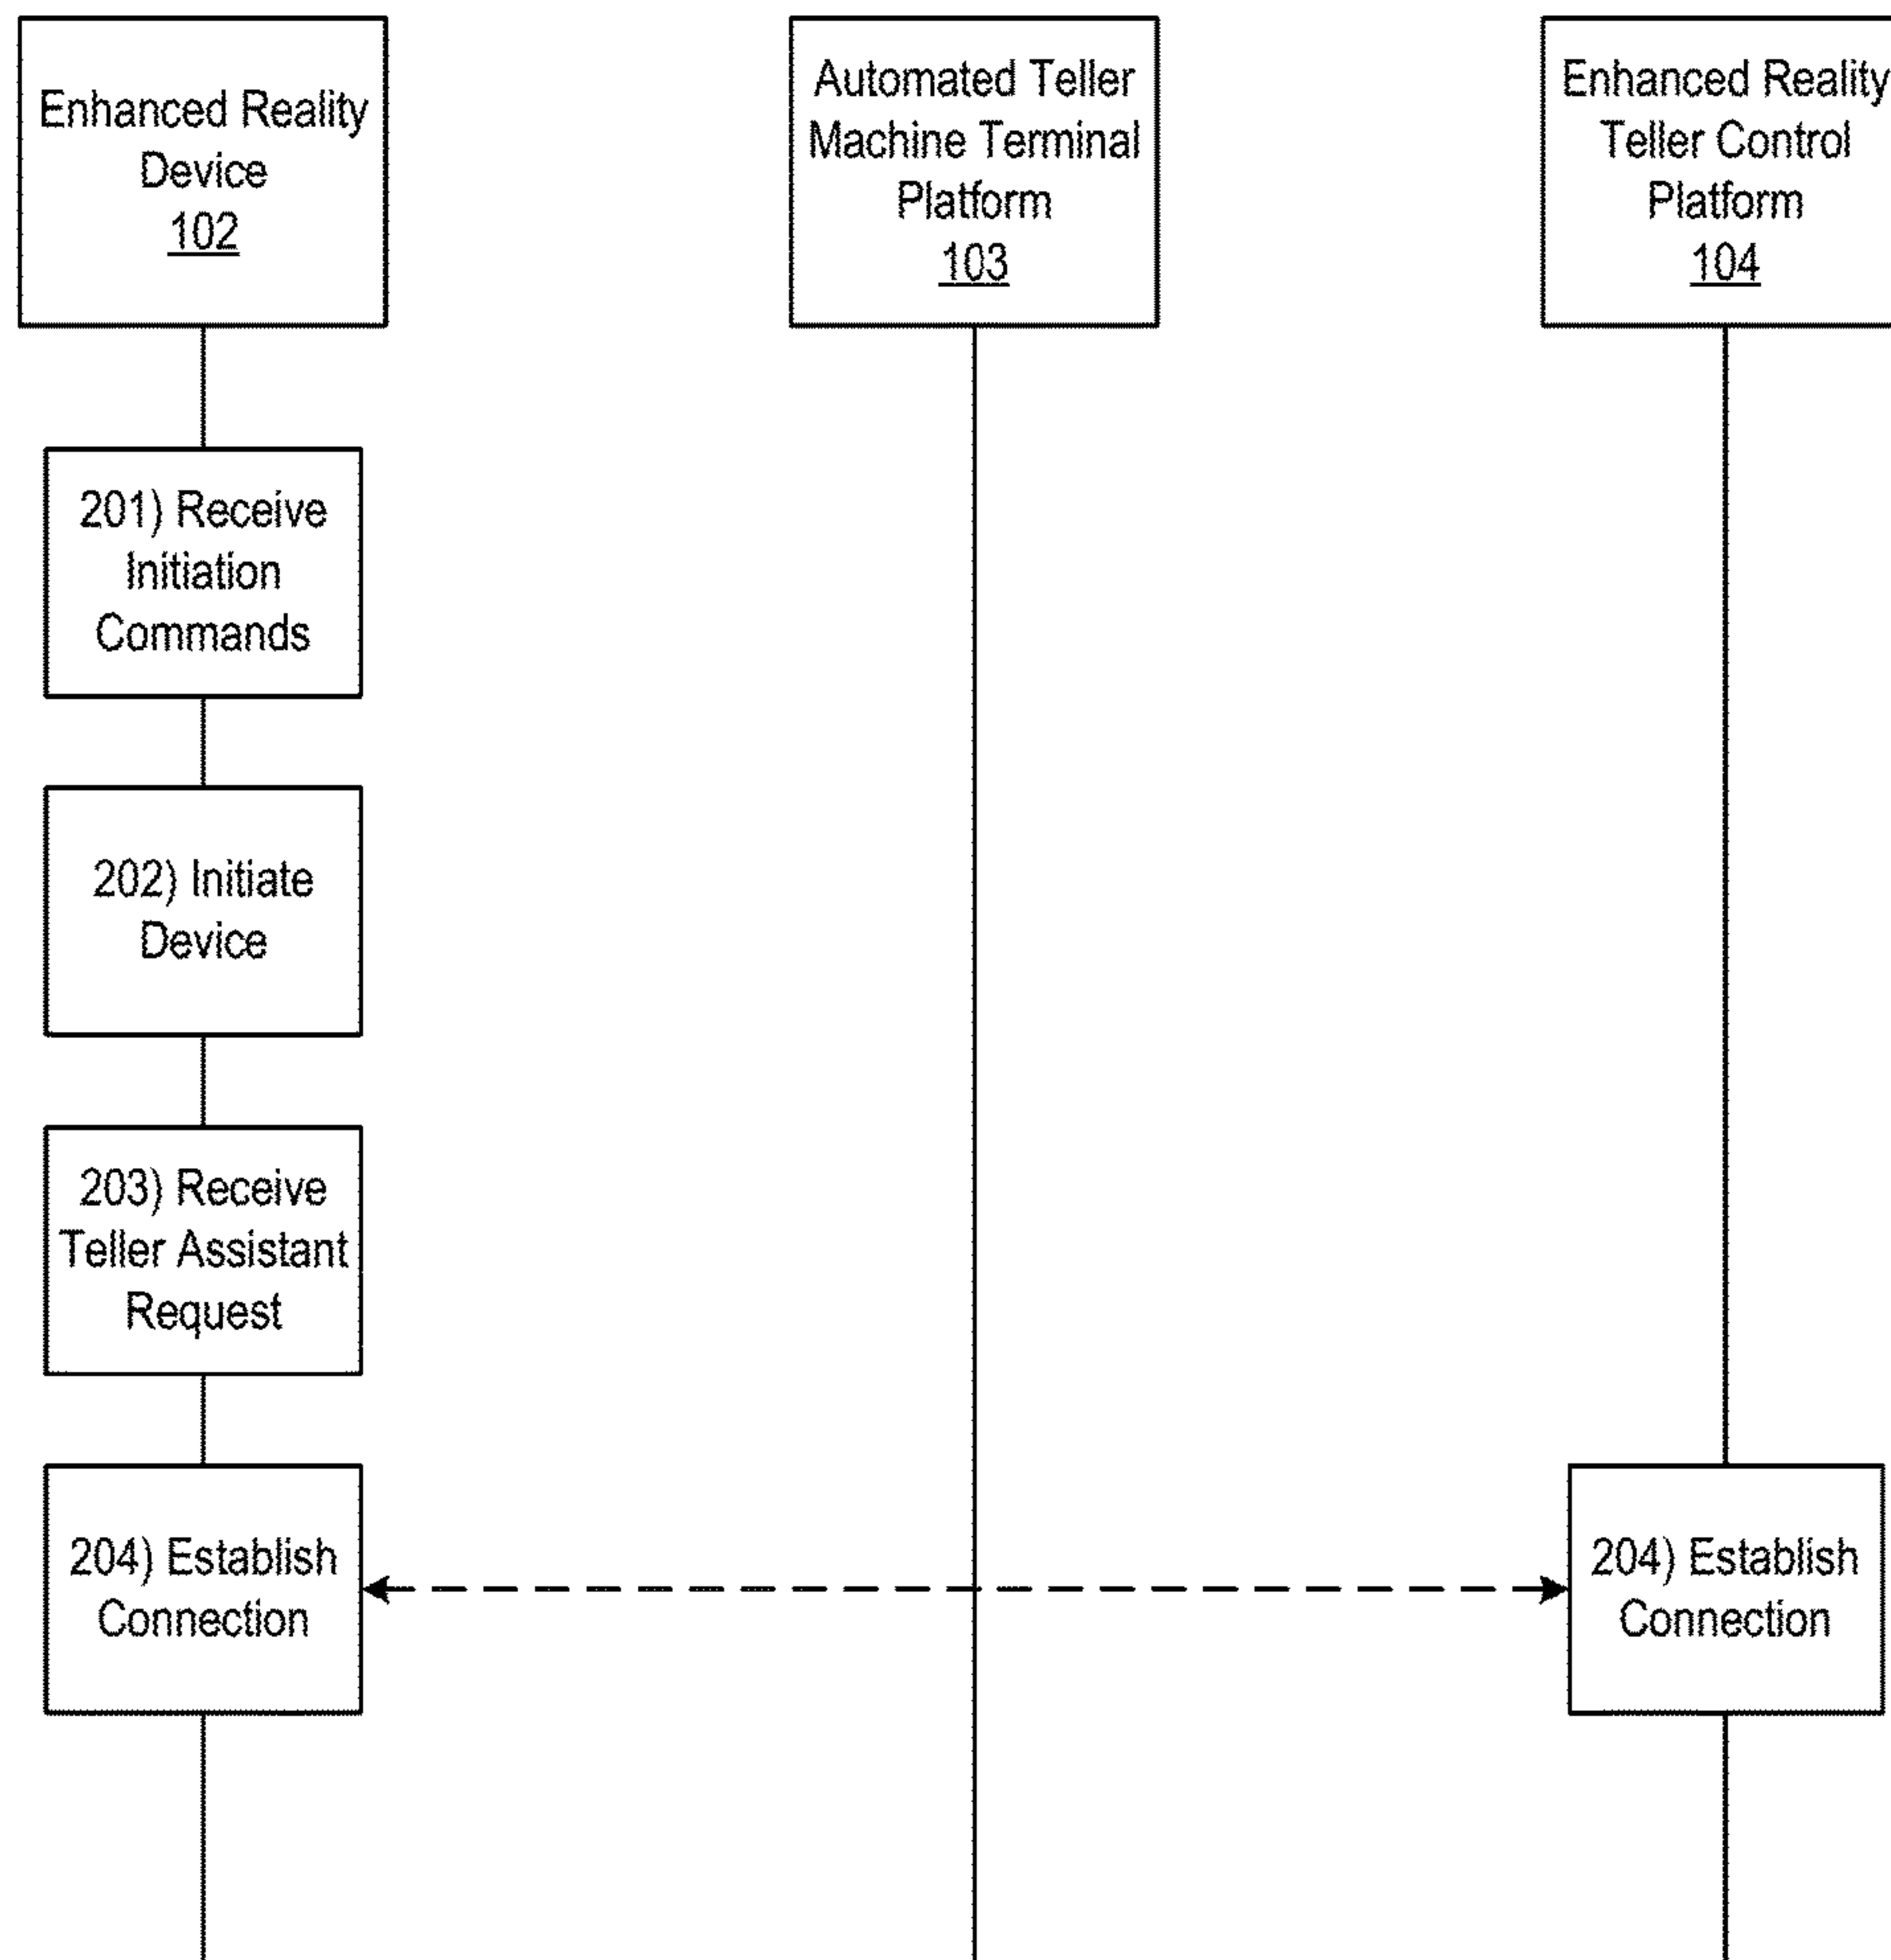 Enhanced Reality
Device
102
Automated Teller
Machine Terminal
Platform
103
Enhanced Reality
Teller Control
Platform
104
201) Receive
Initiation
Commands
202) Initiate
Device
203) Receive
Teller Assistant
Request
204) Establish
Connection
204) Establish
Connection